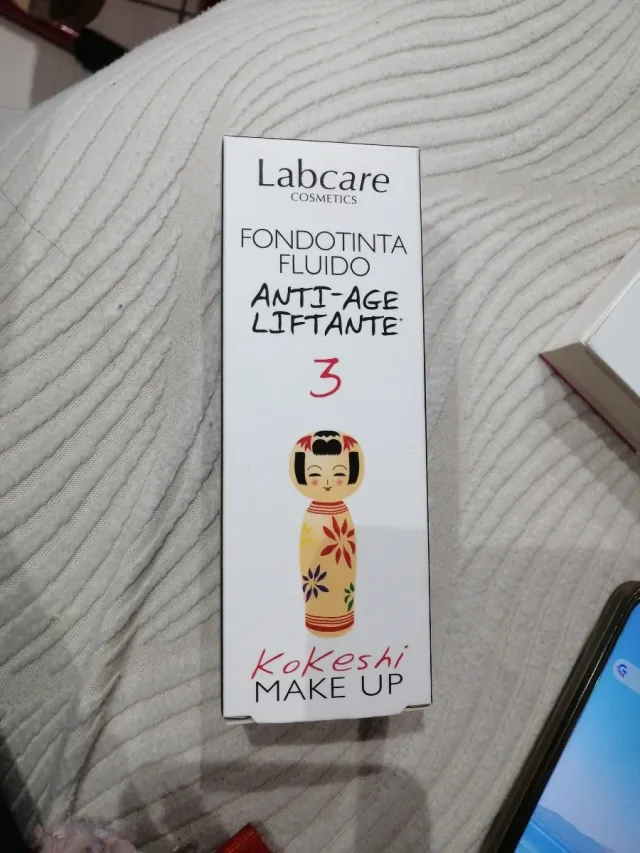 Labcare
COSMETICS
FONDOTINTA
FLUIDO
ANTI-AGE
LIFTANTE*
3
Kokeshi
MAKE UP